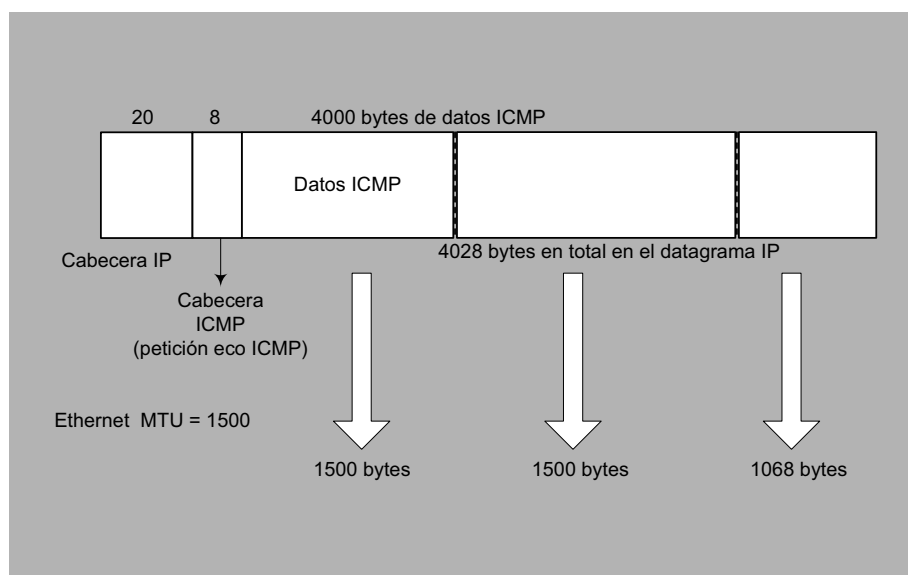 20
8
4000 bytes de datos ICMP
Datos ICMP
Cabecera IP
4028 bytes en total en el datagrama IP
Cabecera
ICMP
(petición eco ICMP)
Ethernet MTU = 1500
1500 bytes
1500 bytes
1068 bytes